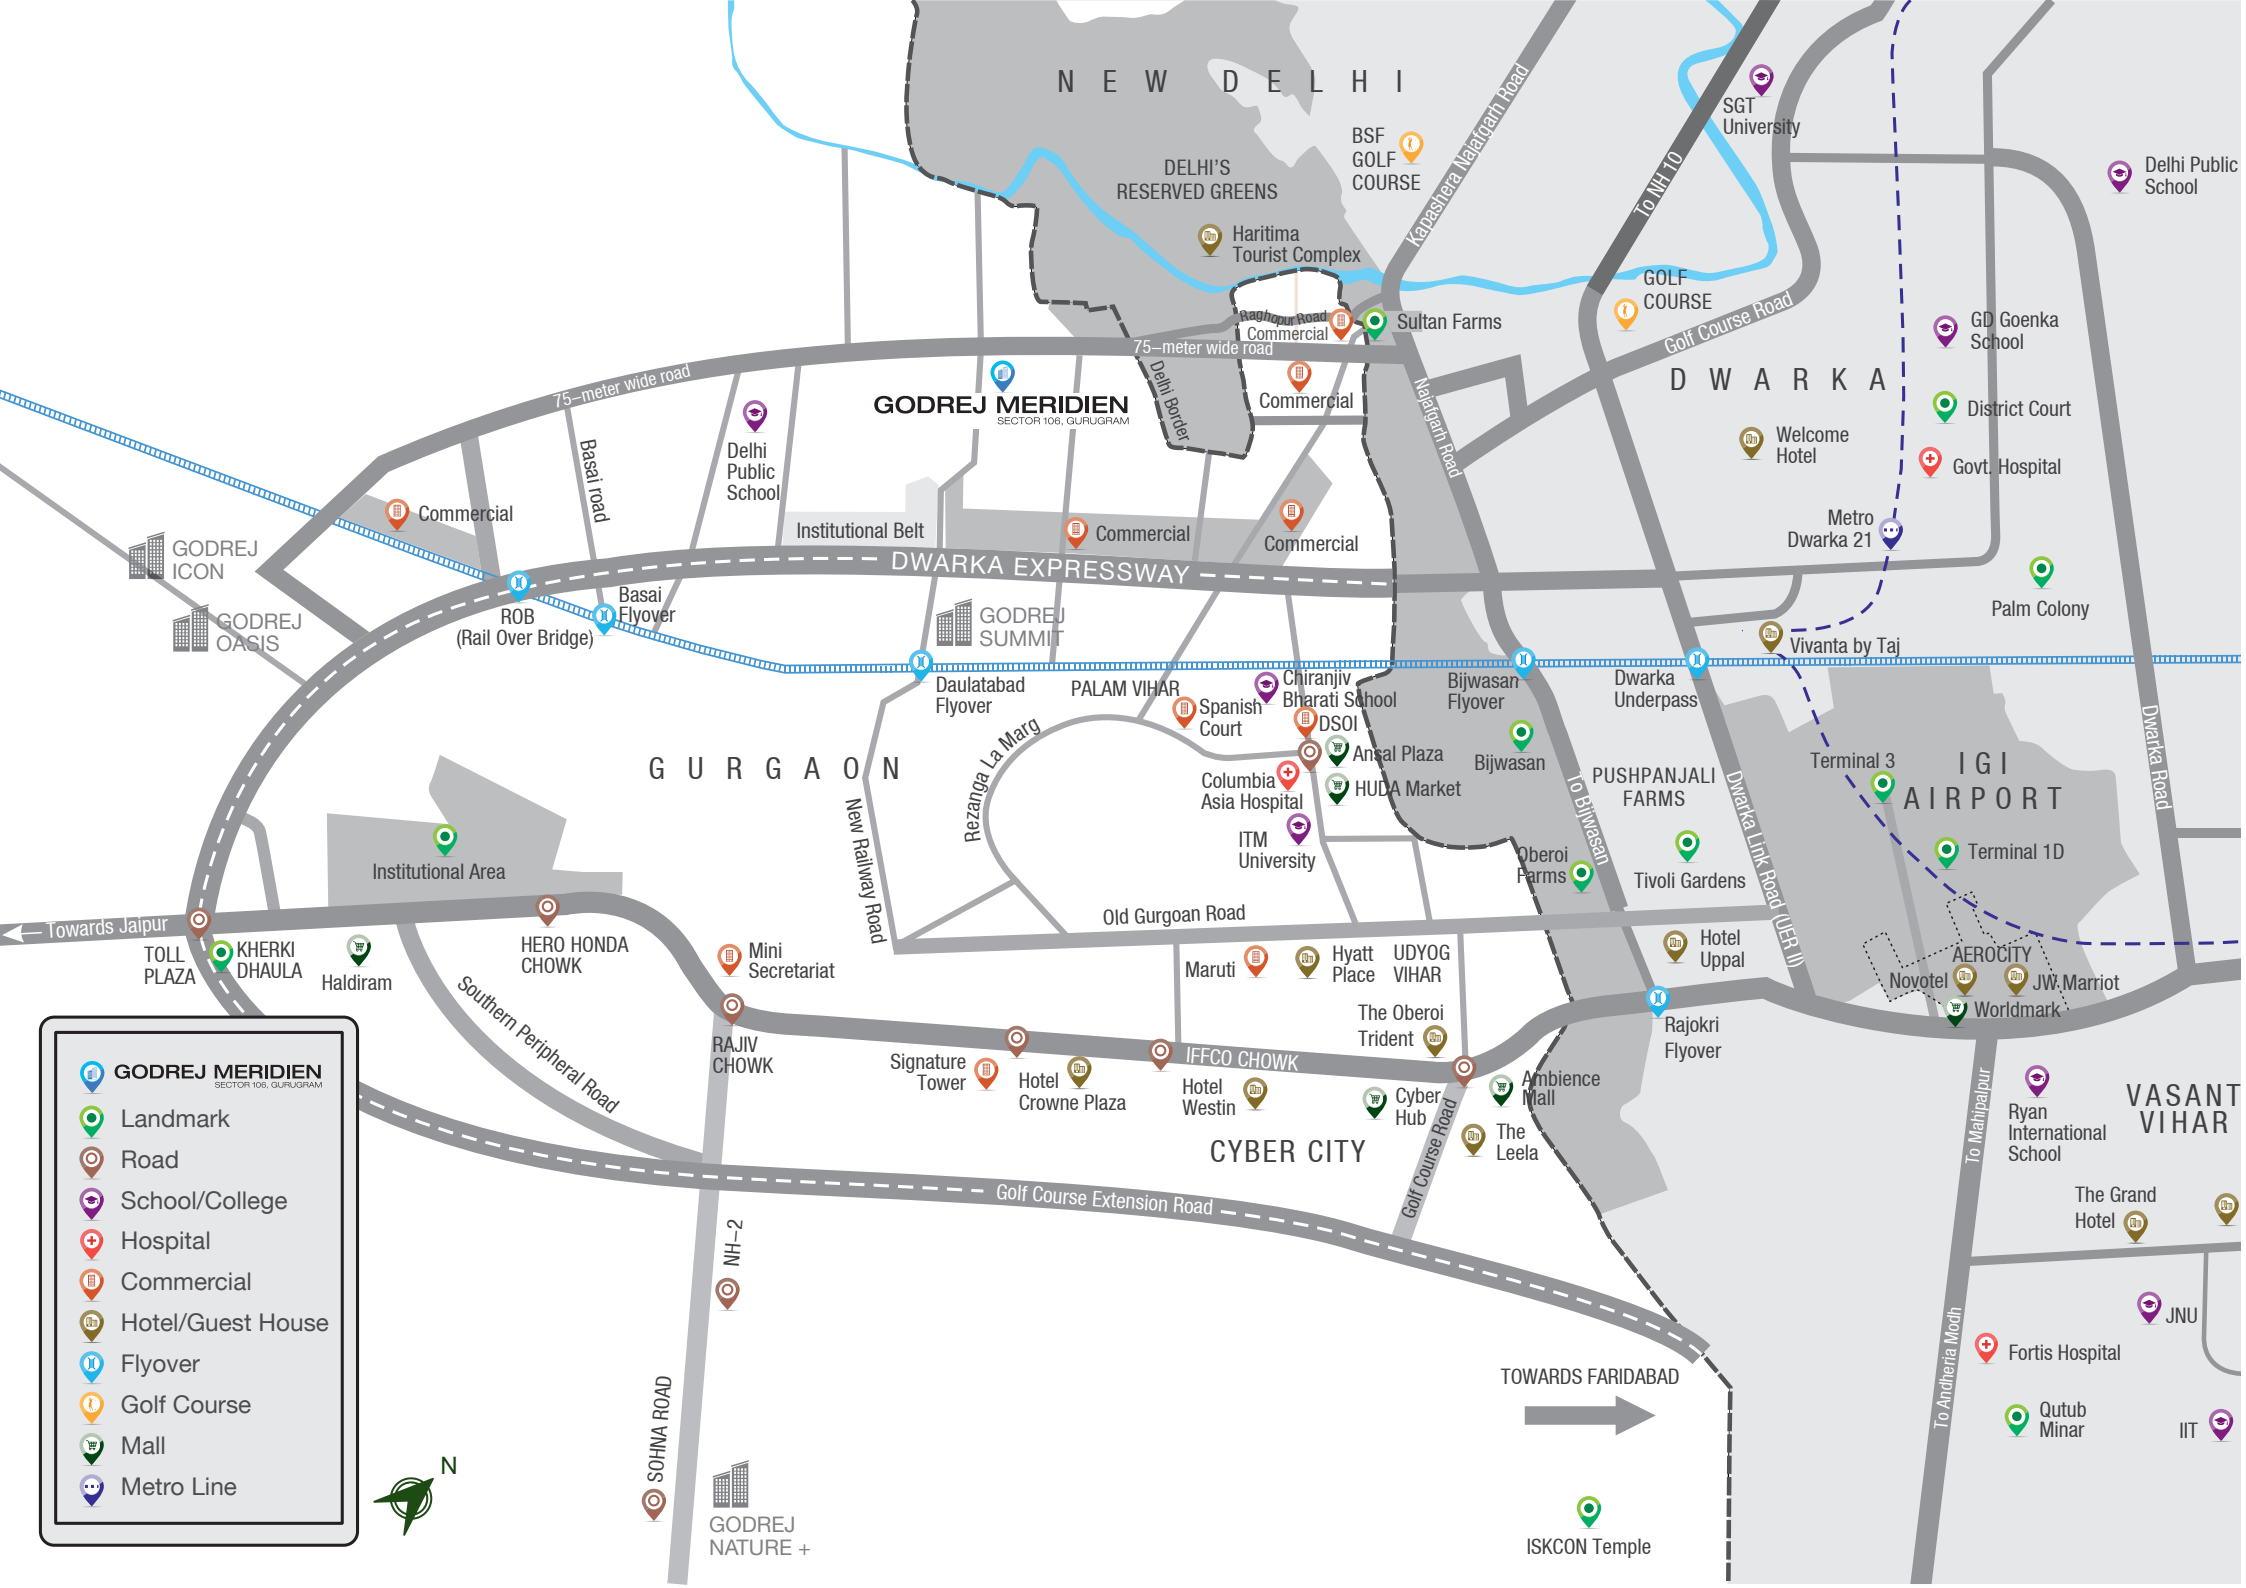 NEW DELHI
BSF
GOLF
COURSE
DELHI'S
RESERVED GREENS
Haritima
Tourist Complex
Kapashera Najafgarh Road
To NH 10
SGT
University
Delhi Public
School
GOLF
COURSE
Golf Course Road
GD Goenka
School
Raghopur Road
Commercial
Sultan Farms
75–meter wide road
75–meter wide road
Delhi Border
Commercial
Najafgarh Road
DWARKA
District Court
Welcome
Hotel
Govt. Hospital
GODREJ MERIDIEN
SECTOR 106, GURUGRAM
Delhi
Public
School
Basai road
Commercial
Institutional Belt
Commercial
Commercial
Metro
Dwarka 21
GODREJ
ICON
DWARKA EXPRESSWAY
Palm Colony
GODREJ
OASIS
ROB
(Rail Over Bridge)
Basai
Flyover
GODREJ
SUMMIT
Vivanta by Taj
Daulatabad
Flyover
PALAM VIHAR
Chiranjiv
Bharati School
Spanish
Court
DSOI
Bijwasan
Flyover
Dwarka
Underpass
Dwarka Road
Rezanga La Marg
Ansal Plaza
Columbia
Asia Hospital
HUDA Market
Bijwasan
To Bijwasan
PUSHPANJALI
FARMS
Dwarka Link Road (UER II)
Terminal 3
IGI
AIRPORT
GURGAON
New Railway Road
ITM
University
Oberoi
Farms
Tivoli Gardens
Terminal 1D
Institutional Area
Towards Jaipur
TOLL
PLAZA
KHERKI
DHAULA
Haldiram
HERO HONDA
CHOWK
Southern Peripheral Road
Mini
Secretariat
Old Gurgoan Road
Maruti
Hyatt
Place
UDYOG
VIHAR
Hotel
Uppal
AEROCITY
Novotel
JW Marriot
Worldmark
RAJIV
CHOWK
Signature
Tower
Hotel
Crowne Plaza
IFFCO CHOWK
Hotel
Westin
The Oberoi
Trident
Rajokri
Flyover
Cyber
Hub
Ambience
Mall
The
Leela
CYBER CITY
Golf Course Road
Golf Course Extension Road
To Mahipalpur
Ryan
International
School
VASANT
VIHAR
The Grand
Hotel
NH–2
JNU
To Andheria Modh
Fortis Hospital
Qutub
Minar
IIT
TOWARDS FARIDABAD
SOHNA ROAD
GODREJ
NATURE +
ISKCON Temple
GODREJ MERIDIEN
SECTOR 106, GURUGRAM
Landmark
Road
School/College
Hospital
Commercial
Hotel/Guest House
Flyover
Golf Course
Mall
Metro Line
N